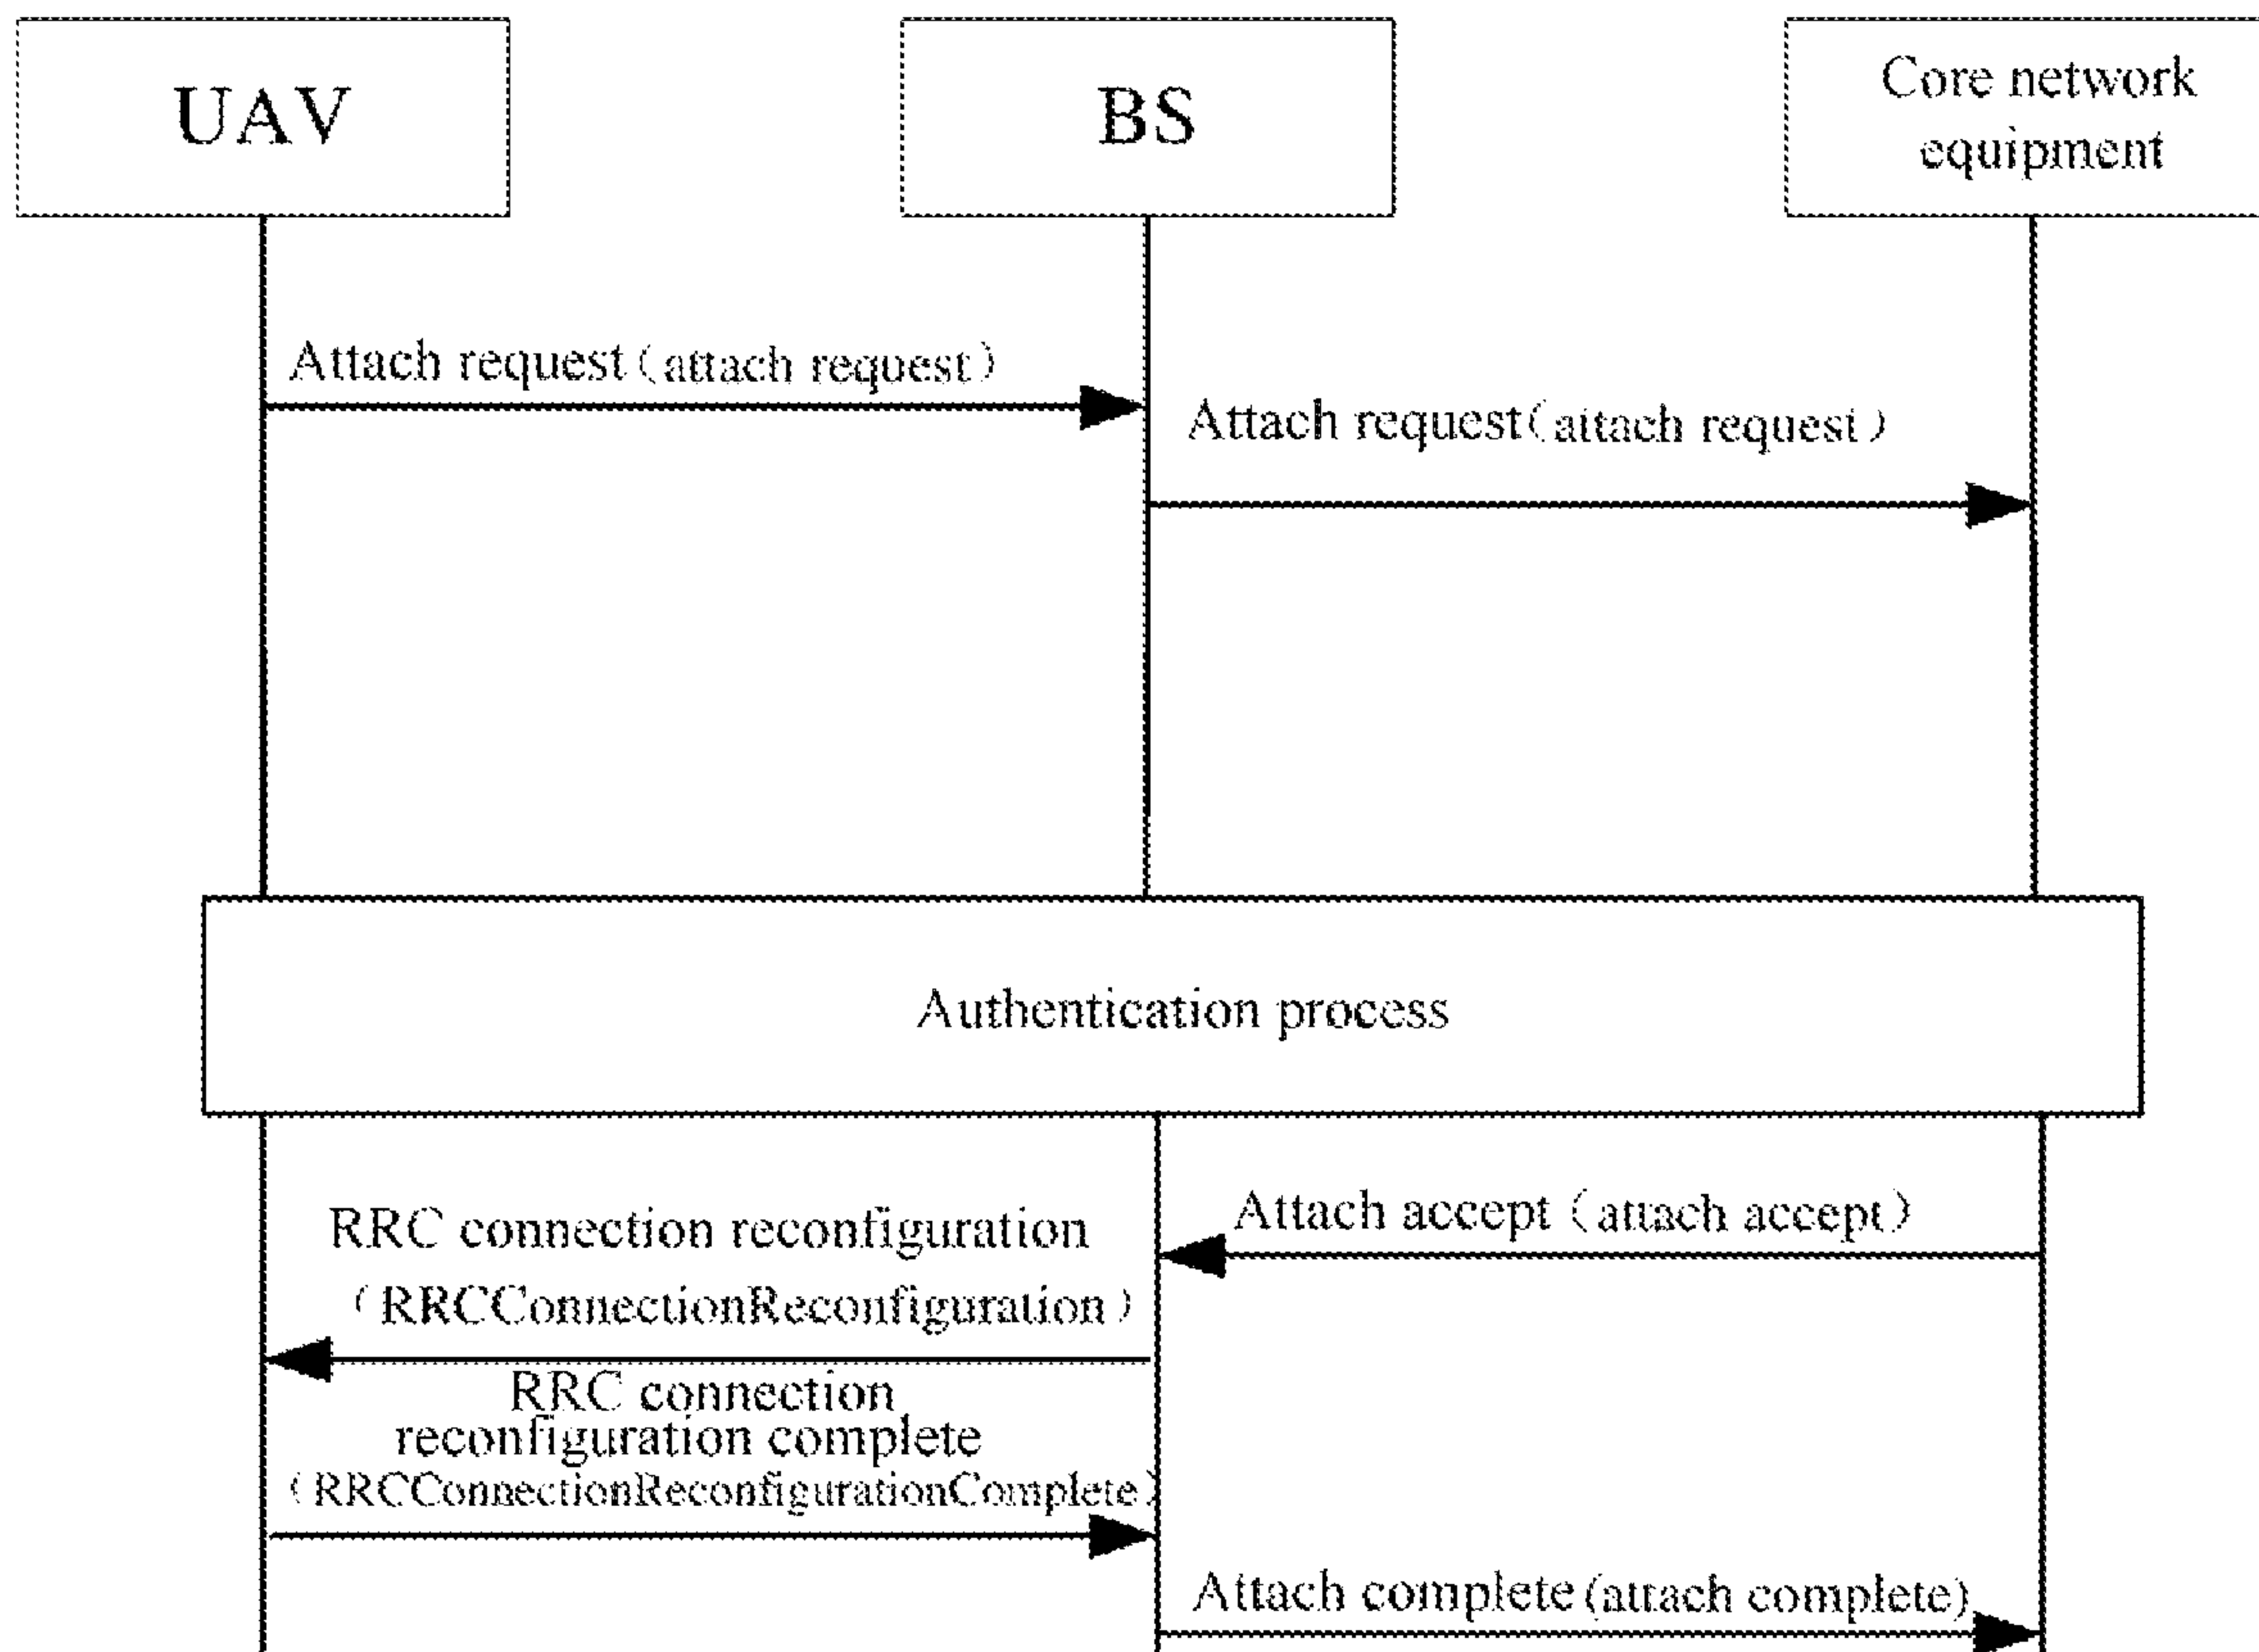 UAV
BS
Core network
equipment
Attach request (attach request)
Attach request (attach request)
Authentication process
Attach accept (attach accept)
RRC connection reconfiguration
(RRCConnectionReconfiguration)
RRC connection
reconfiguration complete
(RRCConnectionReconfigurationComplete)
Attach complete (attach complete)